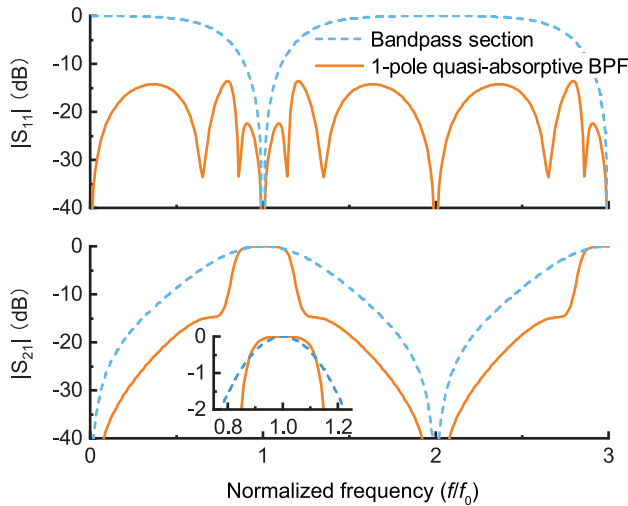 0
-10
-20
-30
-40
|S11| (dB)
Bandpass section
1-pole quasi-absorptive BPF
0
-10
-20
-30
-40
|S21| (dB)
0
-1
-2
0.8 1.0 1.2
0 1 2 3
Normalized frequency (f/f0)